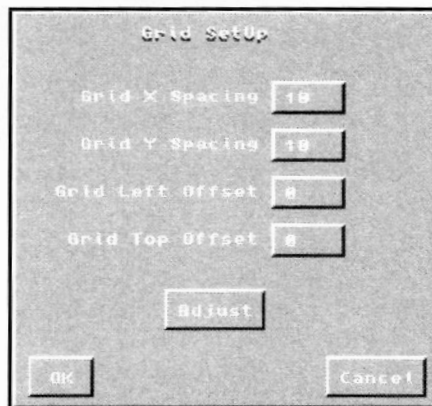 Grid SetUp
Grid X Spacing 10
Grid Y Spacing 10
Grid Left Offset 0
Grid Top Offset 0
Adjust
OK Cancel